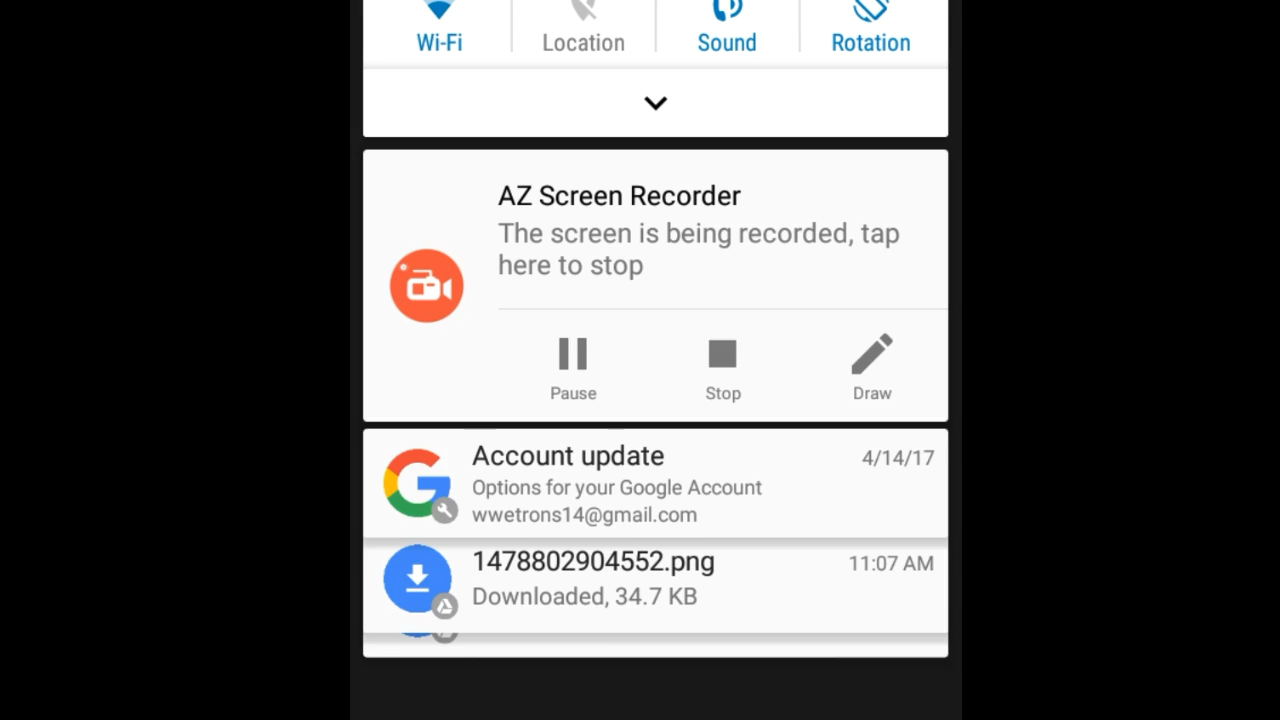 Wi-Fi Location Sound Rotation
AZ Screen Recorder
The screen is being recorded, tap
here to stop
Pause Stop Draw
Account update 4/14/17
Options for your Google Account
wwetrons14@gmail.com
1478802904552.png 11:07 AM
Downloaded, 34.7 KB